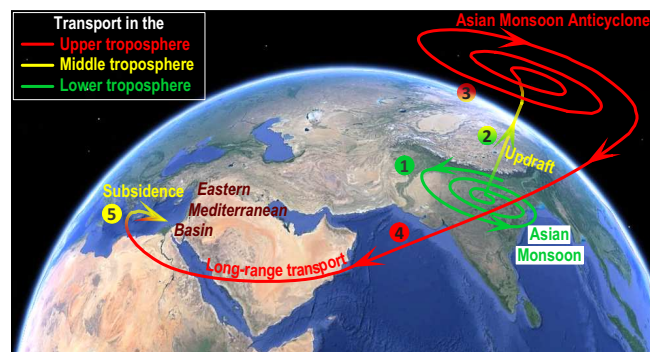 Transport in the
Upper troposphere
Middle troposphere
Lower troposphere
Asian Monsoon Anticyclone
3
2
Updraft
1
Subsidence
5
Eastern
Mediterranean
Basin
4
Asian
Monsoon
Long-range transport